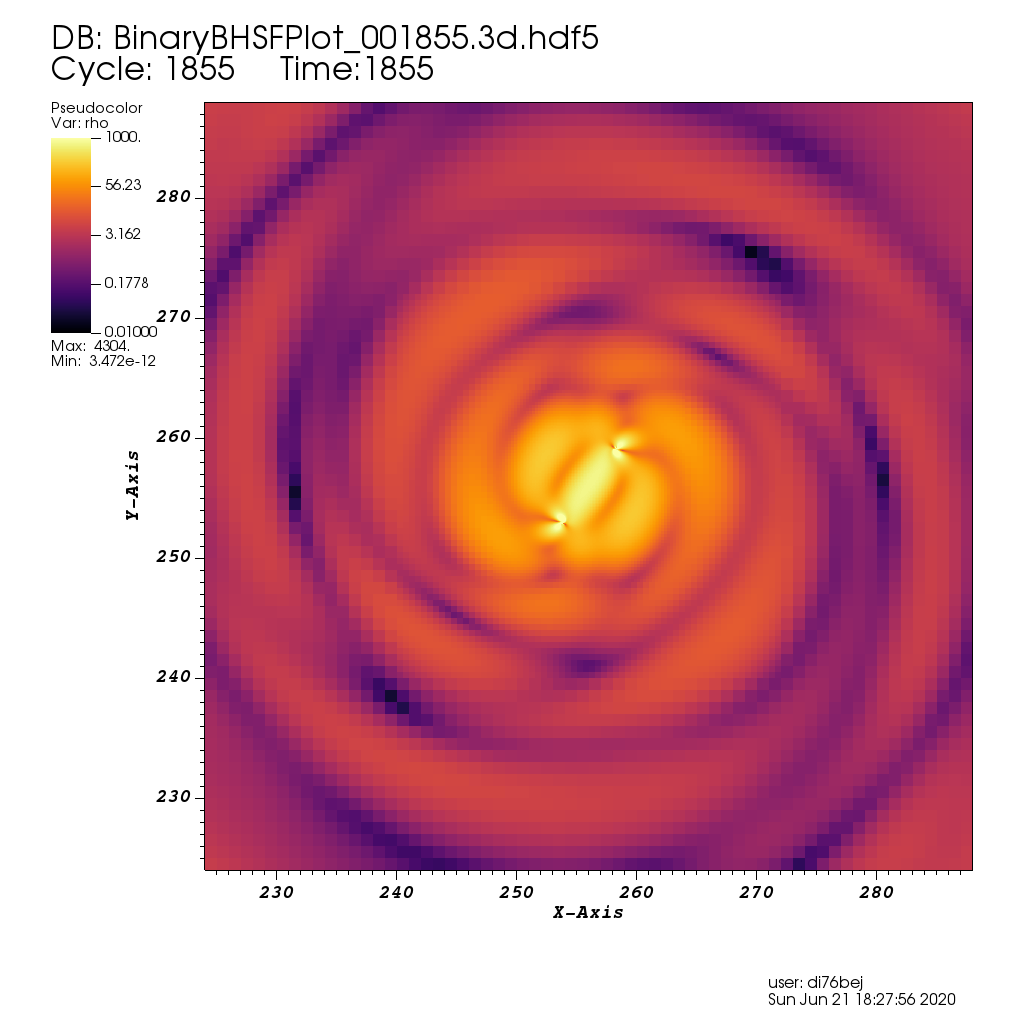 DB: BinaryBHSFPlot_001855.3d.hdf5
Cycle: 1855 Time:1855
Pseudocolor
Var: rho
1000.
56.23
3.162
0.1778
0.01000
Max: 4304.
Min: 3.472e-12
280
270
260
250
240
230
Y-Axis
230 240 250 260 270 280
X-Axis
user: di76bej
Sun Jun 21 18:27:56 2020